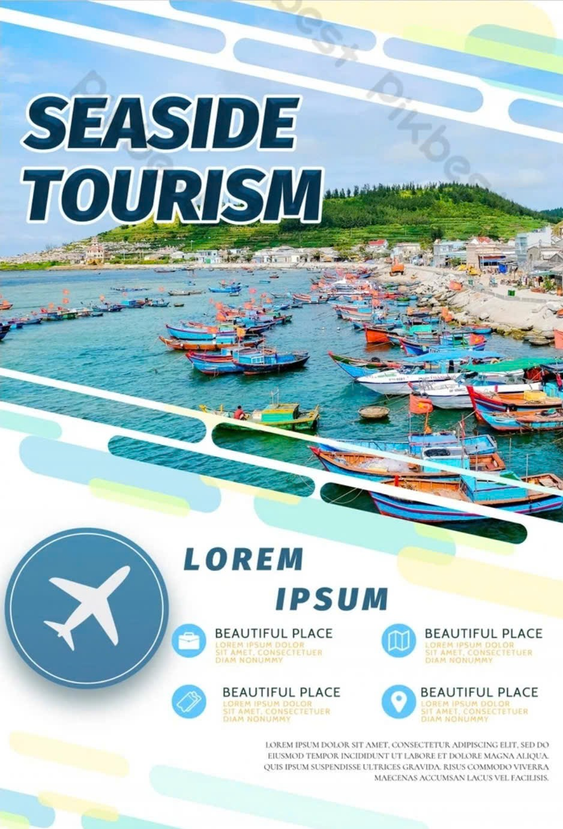 pikbest
pikbest
pikbest
SEASIDE
TOURISM
LOREM
IPSUM
BEAUTIFUL PLACE
LOREM IPSUM DOLOR
SIT AMET, CONSECTETUER
DIAM NONUMMY
BEAUTIFUL PLACE
LOREM IPSUM DOLOR
SIT AMET, CONSECTETUER
DIAM NONUMMY
BEAUTIFUL PLACE
LOREM IPSUM DOLOR
SIT AMET, CONSECTETUER
DIAM NONUMMY
BEAUTIFUL PLACE
LOREM IPSUM DOLOR
SIT AMET, CONSECTETUER
DIAM NONUMMY
LOREM IPSUM DOLOR SIT AMET, CONSECTETUR ADIPISCING ELIT, SED DO
EIUSMOD TEMPOR INCIDIDUNT UT LABORE ET DOLORE MAGNA ALIQUA.
QUIS IPSUM SUSPENDISSE ULTRICES GRAVIDA. RISUS COMMODO VIVERRA
MAECENAS ACCUMSAN LACUS VEL FACILISIS.